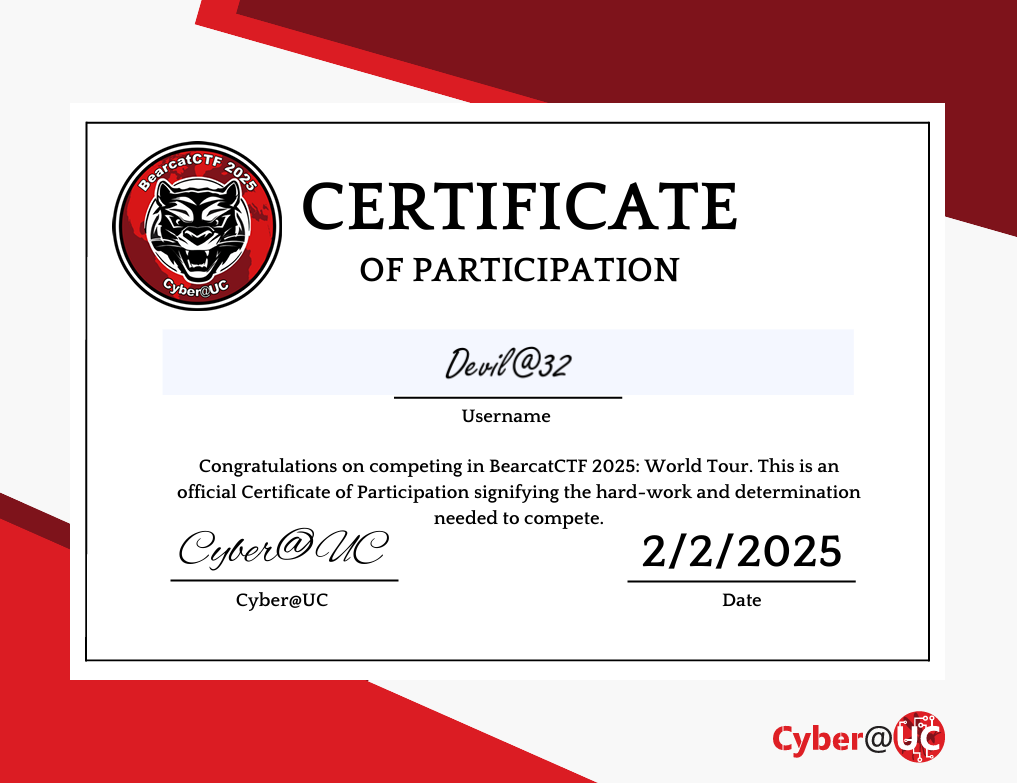 BearcatCTF 2025
Cyber@UC
CERTIFICATE
OF PARTICIPATION
Devil@32
Username
Congratulations on competing in BearcatCTF 2025: World Tour. This is an
official Certificate of Participation signifying the hard-work and determination
needed to compete.
Cyber@UC
Cyber@UC
2/2/2025
Date
Cyber@UC